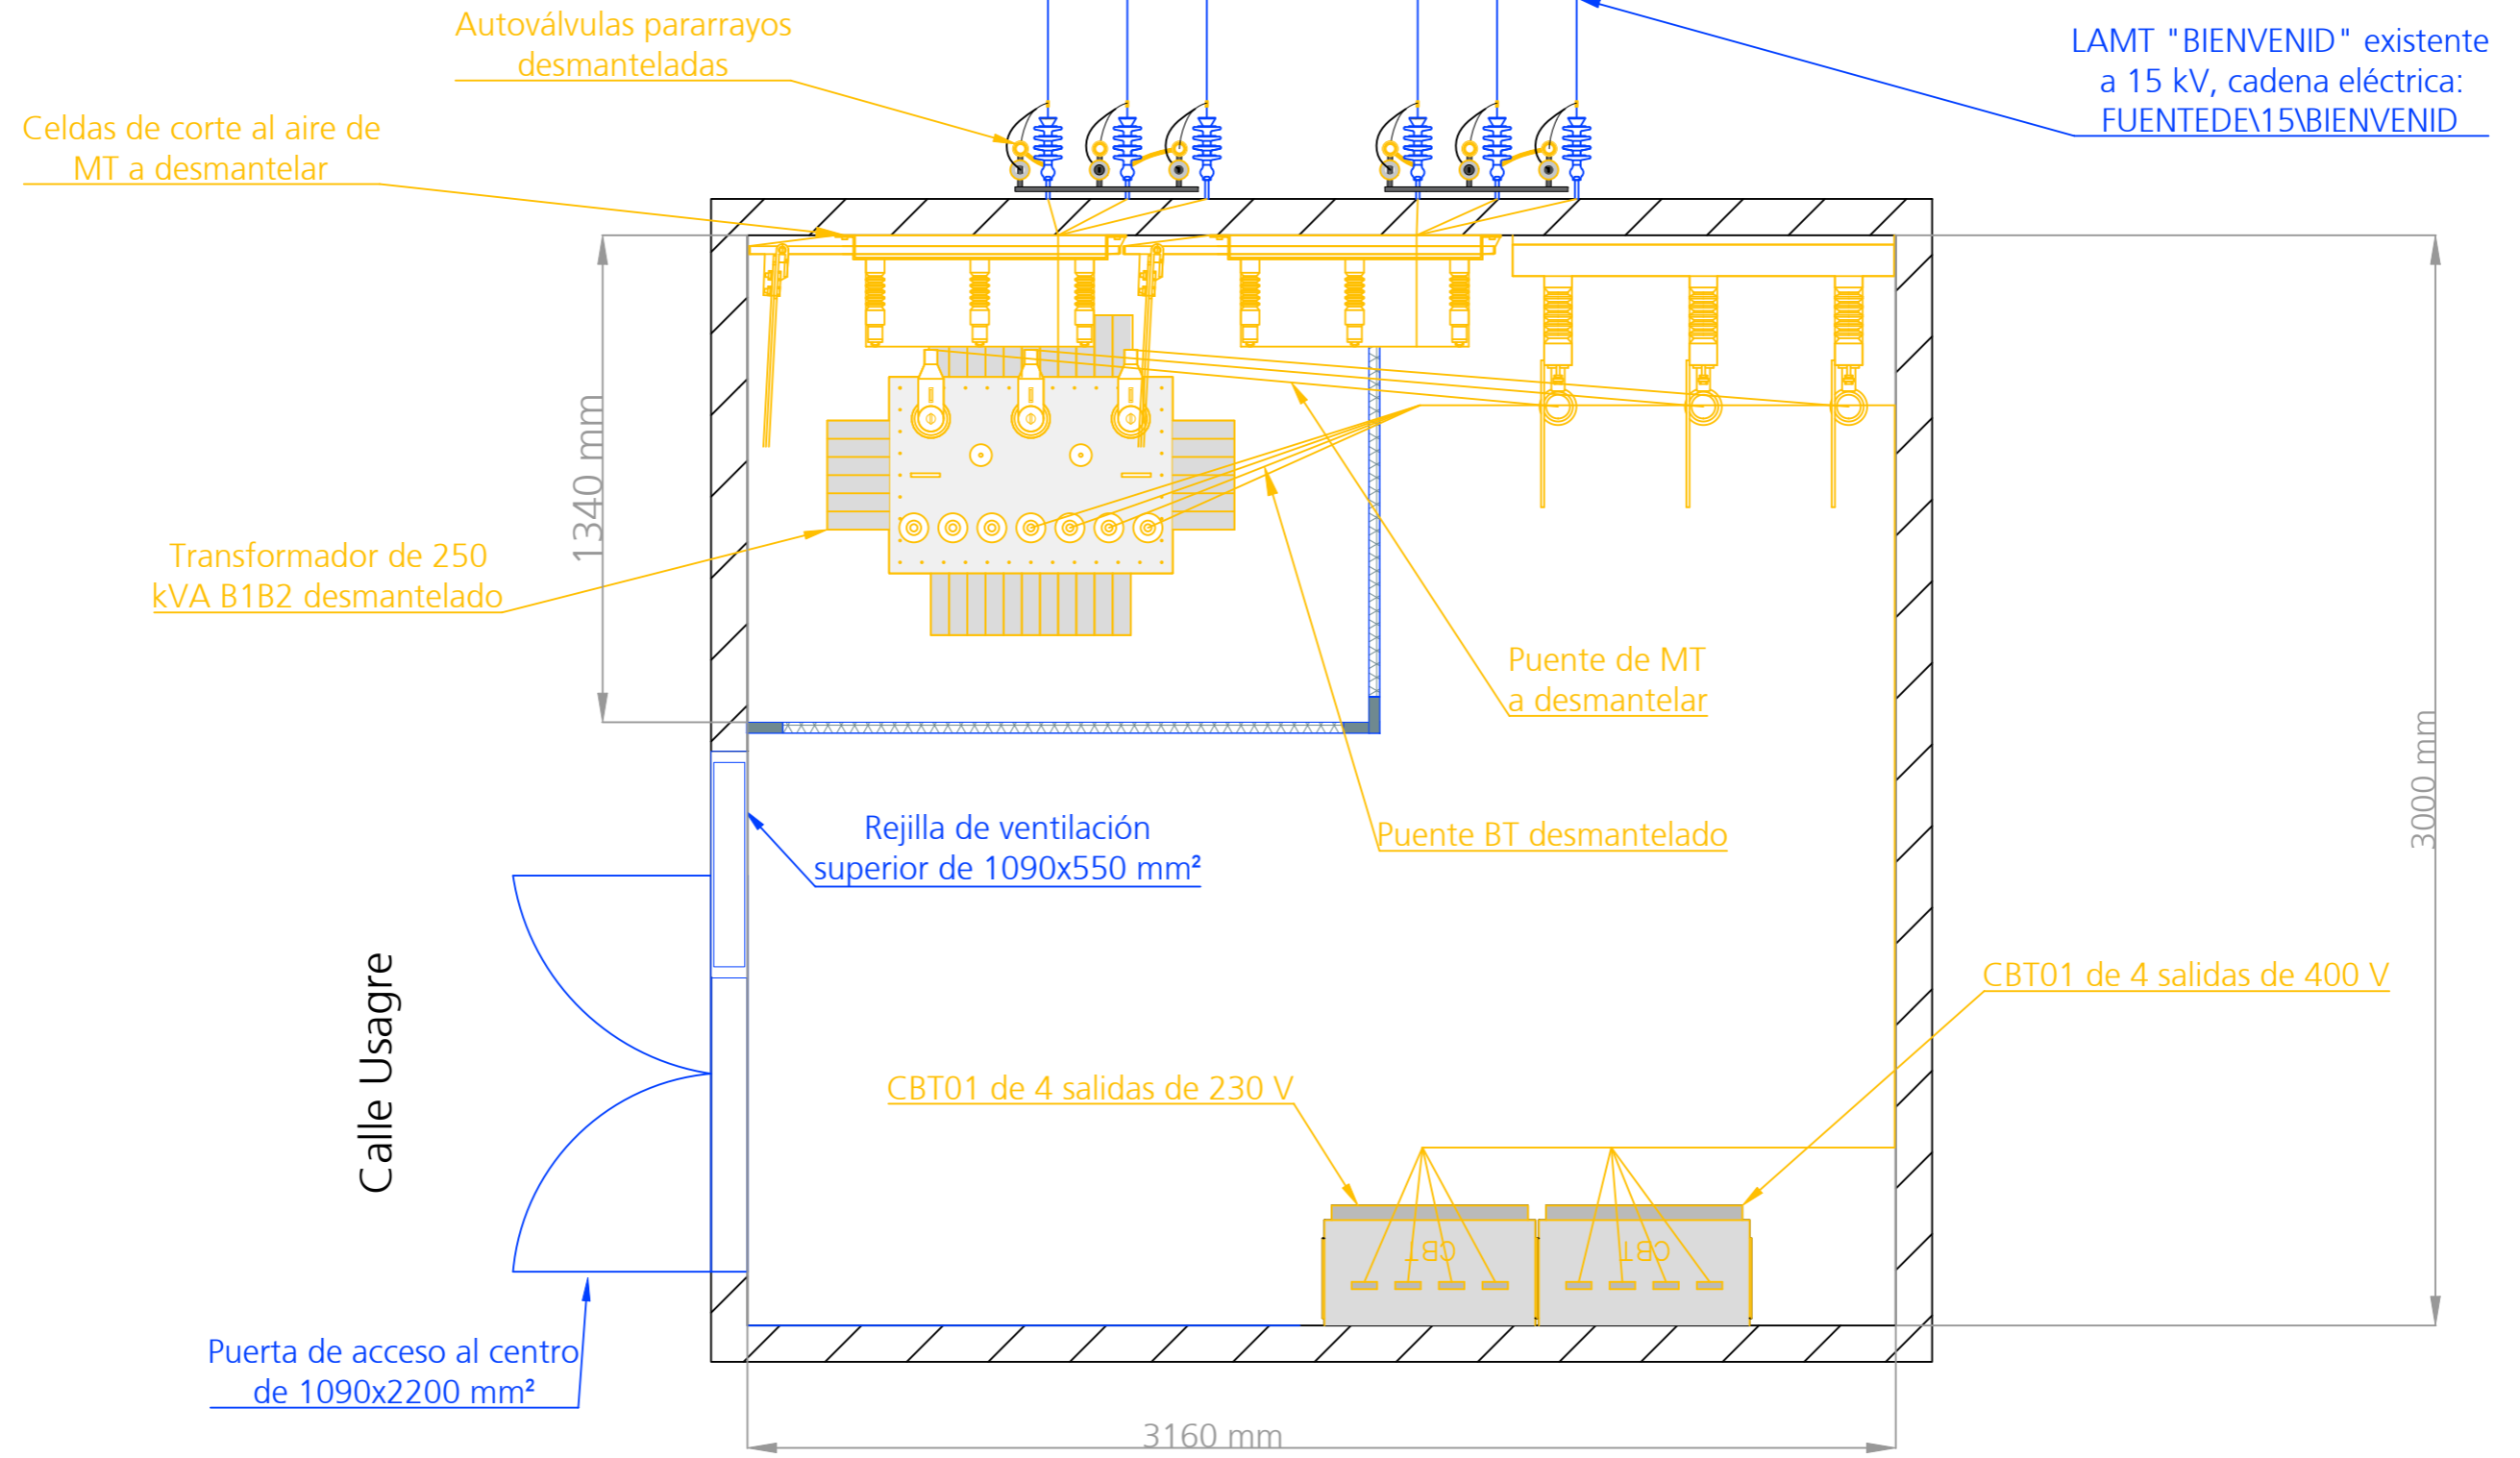 Autoválvulas pararrayos
desmanteladas
LAMT "BIENVENID" existente
a 15 kV, cadena eléctrica:
FUENTEDE\15\BIENVENID
Celdas de corte al aire de
MT a desmantelar
1340 mm
Transformador de 250
kVA B1B2 desmantelado
Puente de MT
a desmantelar
3000 mm
Rejilla de ventilación
superior de 1090x550 mm²
Puente BT desmantelado
Calle Usagre
CBT01 de 4 salidas de 400 V
CBT01 de 4 salidas de 230 V
CBT
CBT
Puerta de acceso al centro
de 1090x2200 mm²
3160 mm